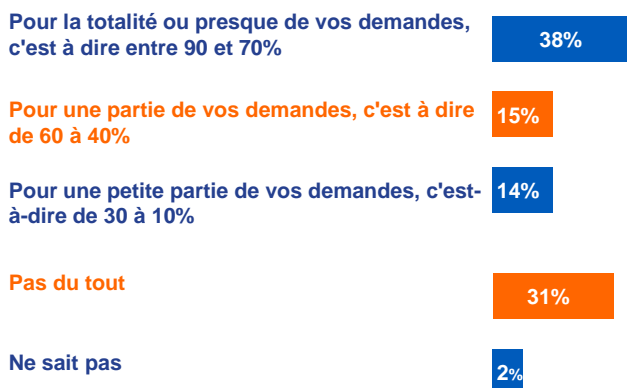 Pour la totalité ou presque de vos demandes,
c'est à dire entre 90 et 70%
38%
Pour une partie de vos demandes, c'est à dire
de 60 à 40%
15%
Pour une petite partie de vos demandes, c'est-
à-dire de 30 à 10%
14%
Pas du tout
31%
Ne sait pas
2%